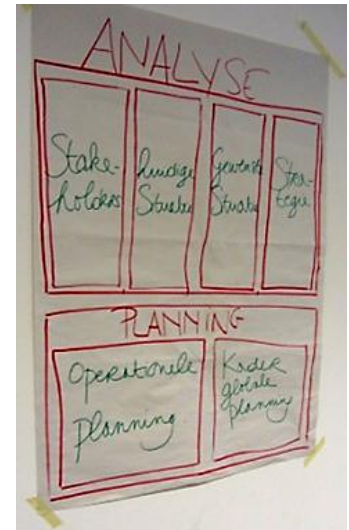 ANALYSE
Stake-
holders
huidige
Situatie
Gewenste
Situatie
Stra-
tegie
PLANNING
Operationele
planning
Kader
globale
planning